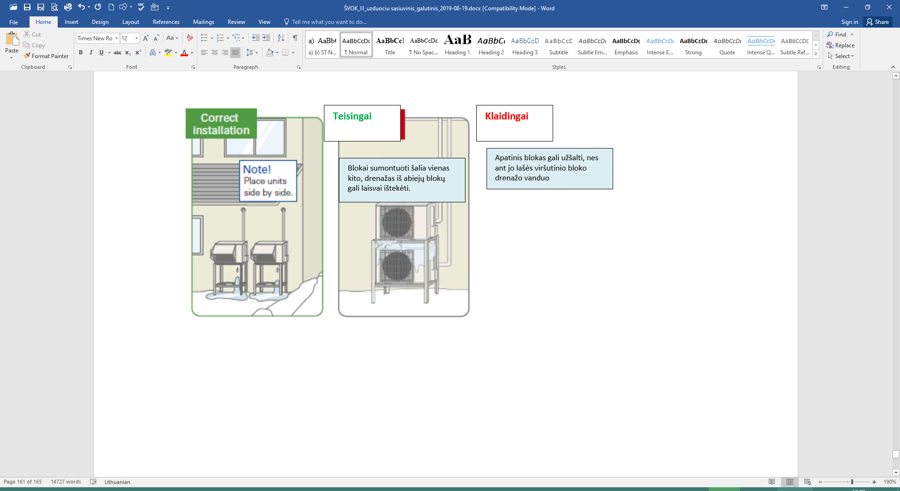 ŠVOK_III_uzduociu sasiuvinis_galutinis_2019-08-19.docx [Compatibility Mode] - Word
File Home Insert Design Layout References Mailings Review View Tell me what you want to do... Sign in Share
Paste
Cut
Copy
Format Painter
Clipboard
Times New Ro 12
Font
Paragraph
¶ Normal
Title
¶ No Spac...
Heading 1
Heading 2
Heading 3
Subtitle
Subtle Em...
Emphasis
Intense E...
Strong
Quote
Intense Q...
Subtle Ref...
Styles
Find
Replace
Select
Editing
Correct
Installation
Note!
Place units
side by side.
Teisingai
Blokai sumontuoti šalia vienas
kito, drenažas iš abiejų blokų
gali laisvai ištekėti.
Klaidingai
Apatinis blokas gali užšalti, nes
ant jo lašės viršutinio bloko
drenažo vanduo
Page 161 of 165 14727 words Lithuanian 190%